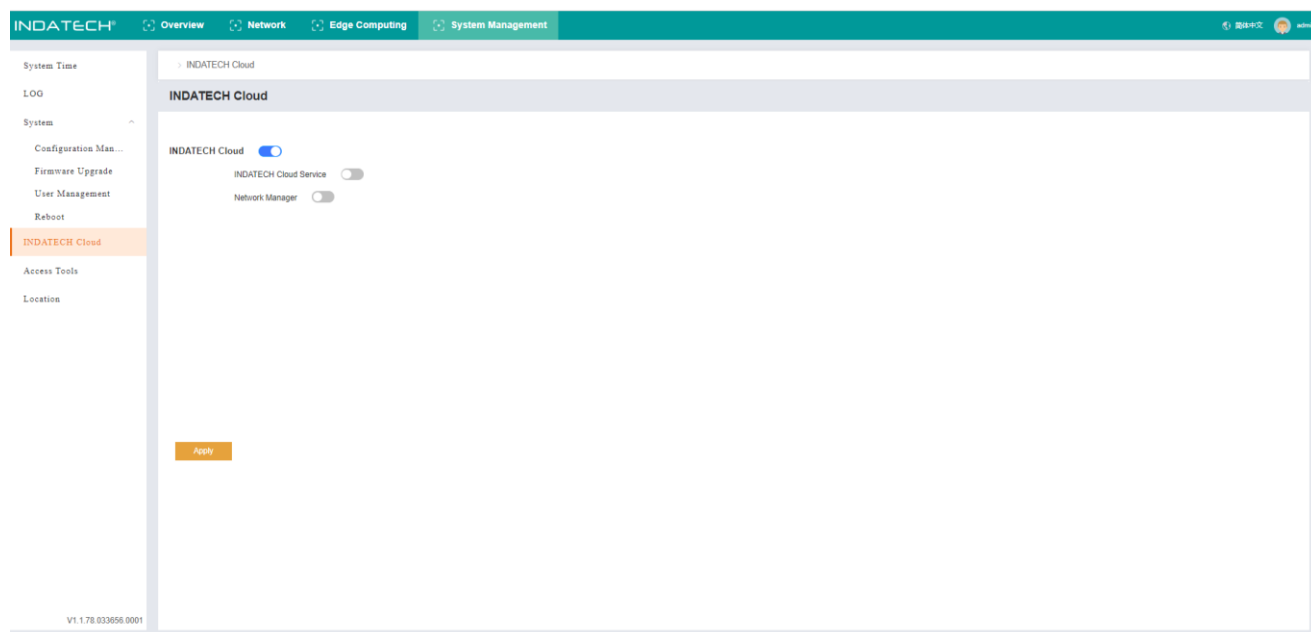 INDATECH® Overview Network Edge Computing System Management 简体中文
System Time
> INDATECH Cloud
LOG
INDATECH Cloud
System
Configuration Man...
INDATECH Cloud
Firmware Upgrade
INDATECH Cloud Service
User Management
Network Manager
Reboot
INDATECH Cloud
Access Tools
Location
Apply
V1.1.78.033656.0001